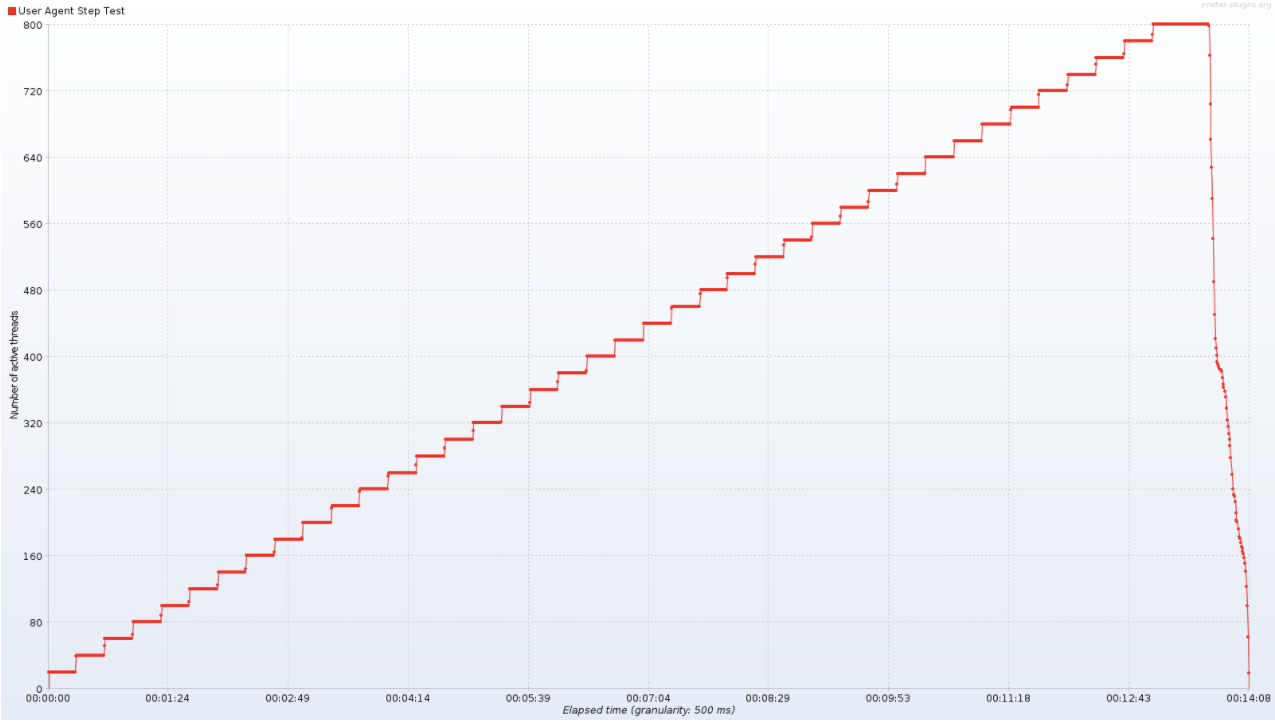 jmeter-plugins.org
User Agent Step Test
800
720
640
560
480
400
320
240
160
80
0
Number of active threads
00:00:00 00:01:24 00:02:49 00:04:14 00:05:39 00:07:04 00:08:29 00:09:53 00:11:18 00:12:43 00:14:08
Elapsed time (granularity: 500 ms)